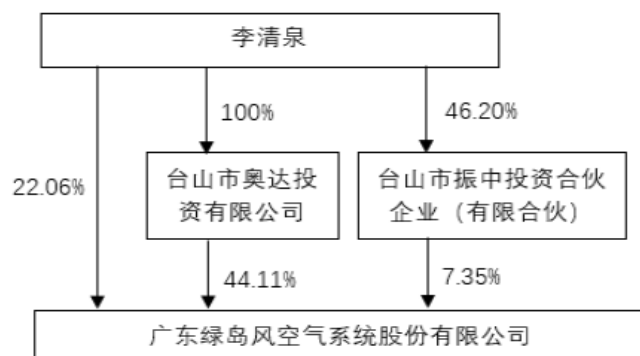 李清泉
100%
46.20%
22.06%
台山市奥达投
资有限公司
台山市振中投资合伙
企业（有限合伙）
44.11%
7.35%
广东绿岛风空气系统股份有限公司